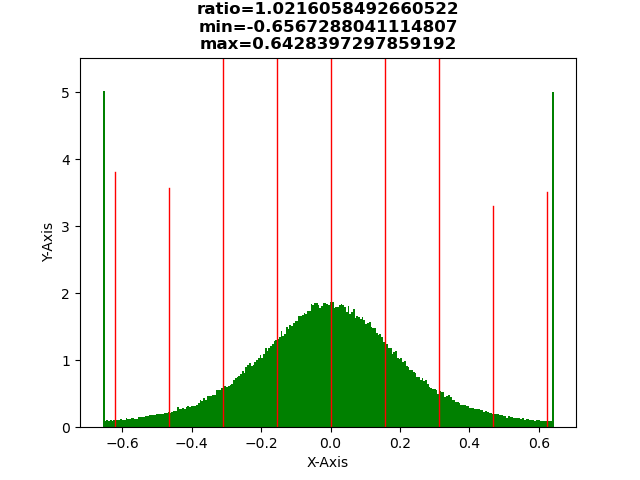 ratio=1.0216058492660522
min=-0.6567288041114807
max=0.6428397297859192
Y-Axis
5
4
3
2
1
0
−0.6 −0.4 −0.2 0.0 0.2 0.4 0.6
X-Axis